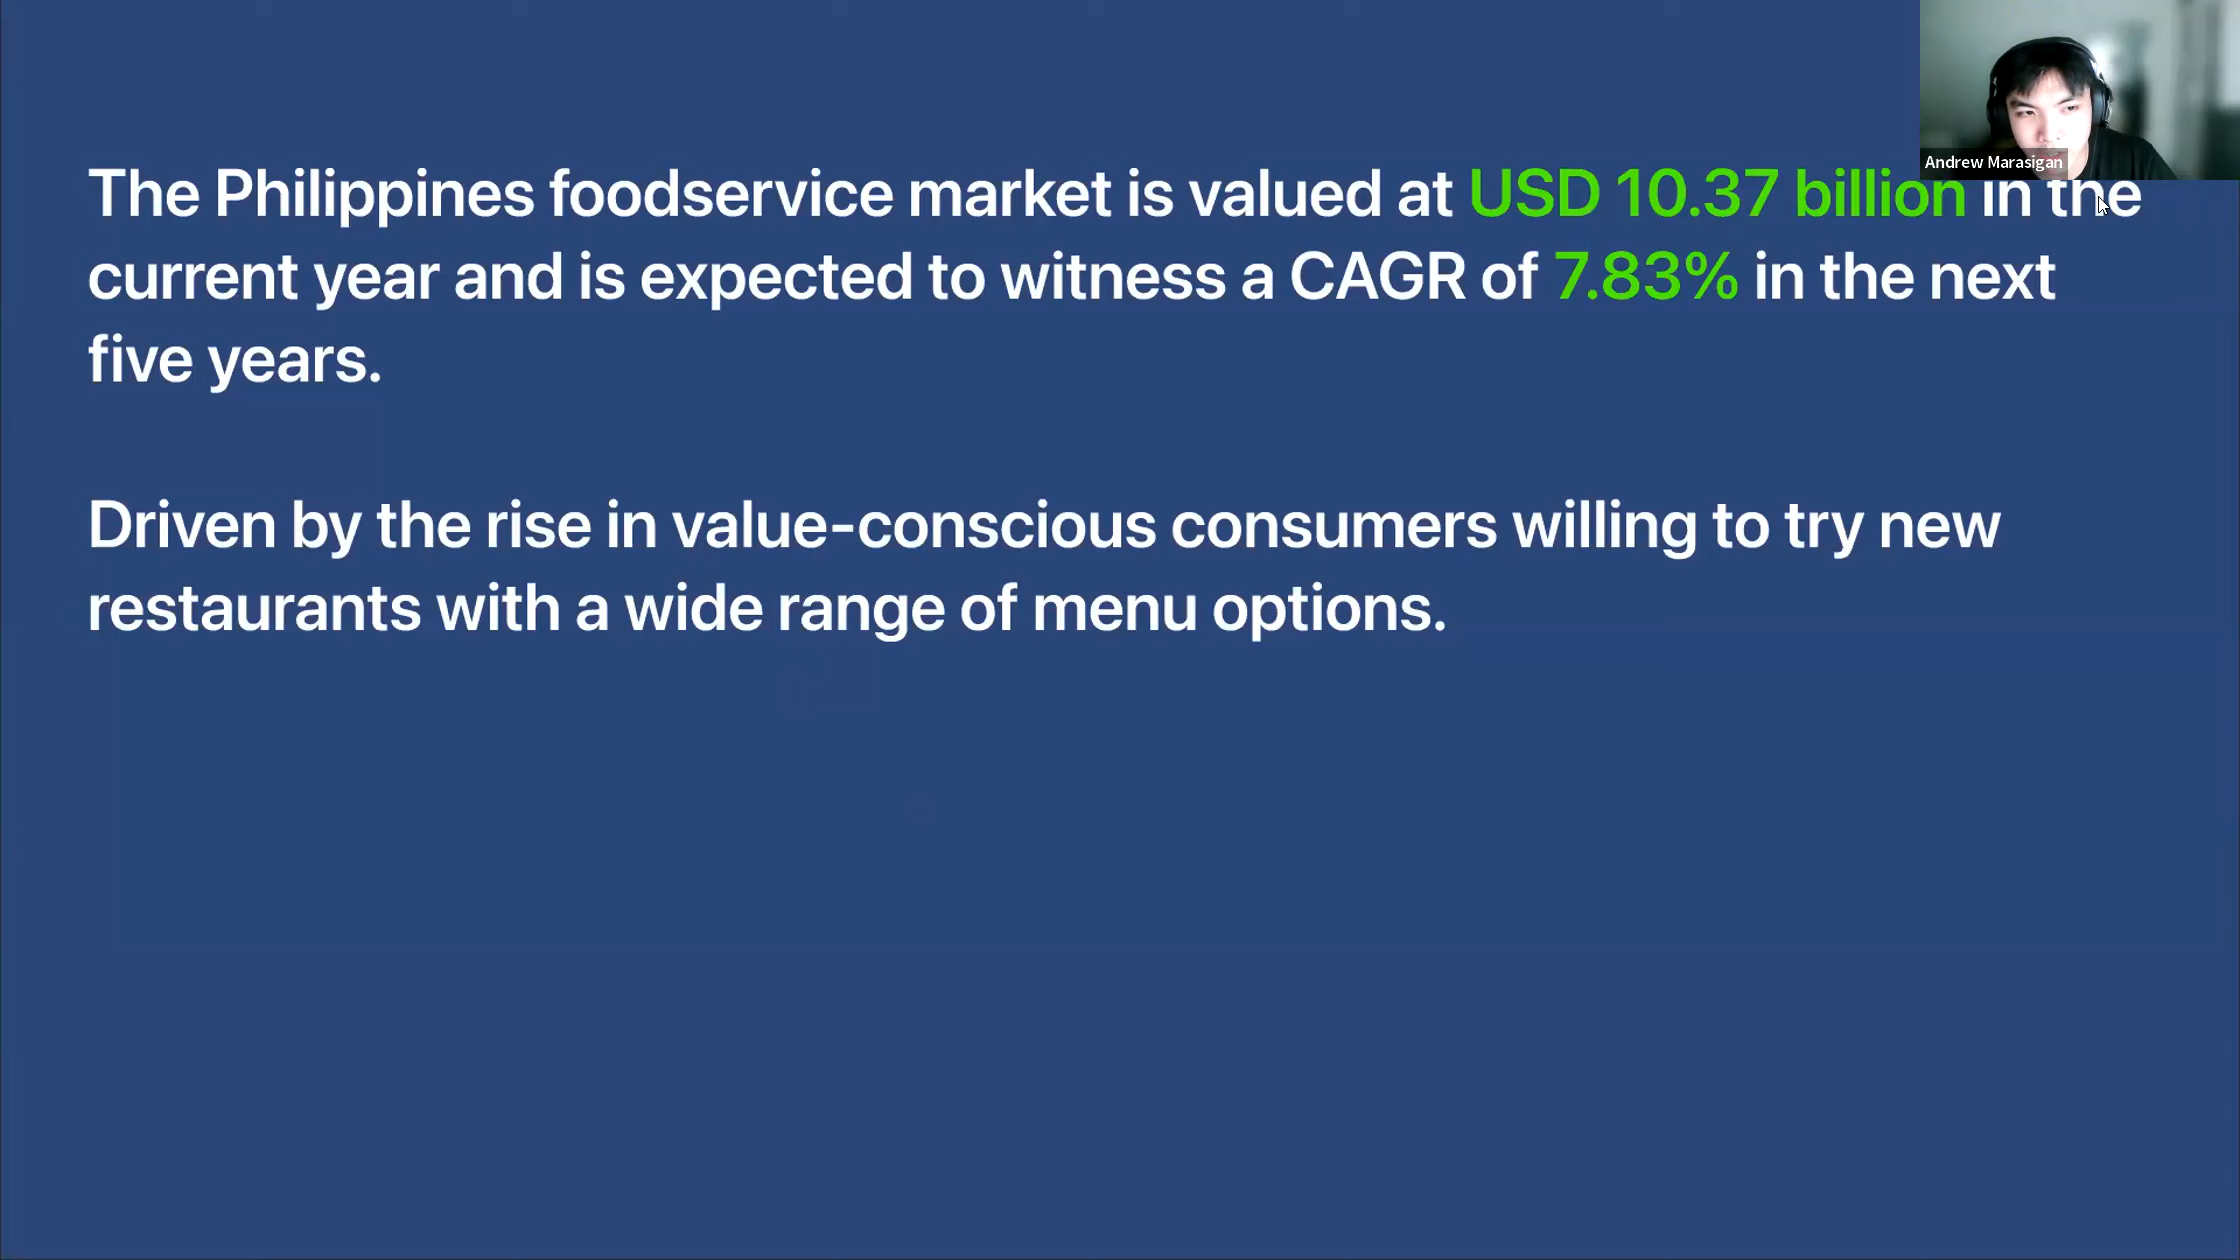 Andrew Marasigan
The Philippines foodservice market is valued at USD 10.37 billion in the
current year and is expected to witness a CAGR of 7.83% in the next
five years.
Driven by the rise in value-conscious consumers willing to try new
restaurants with a wide range of menu options.